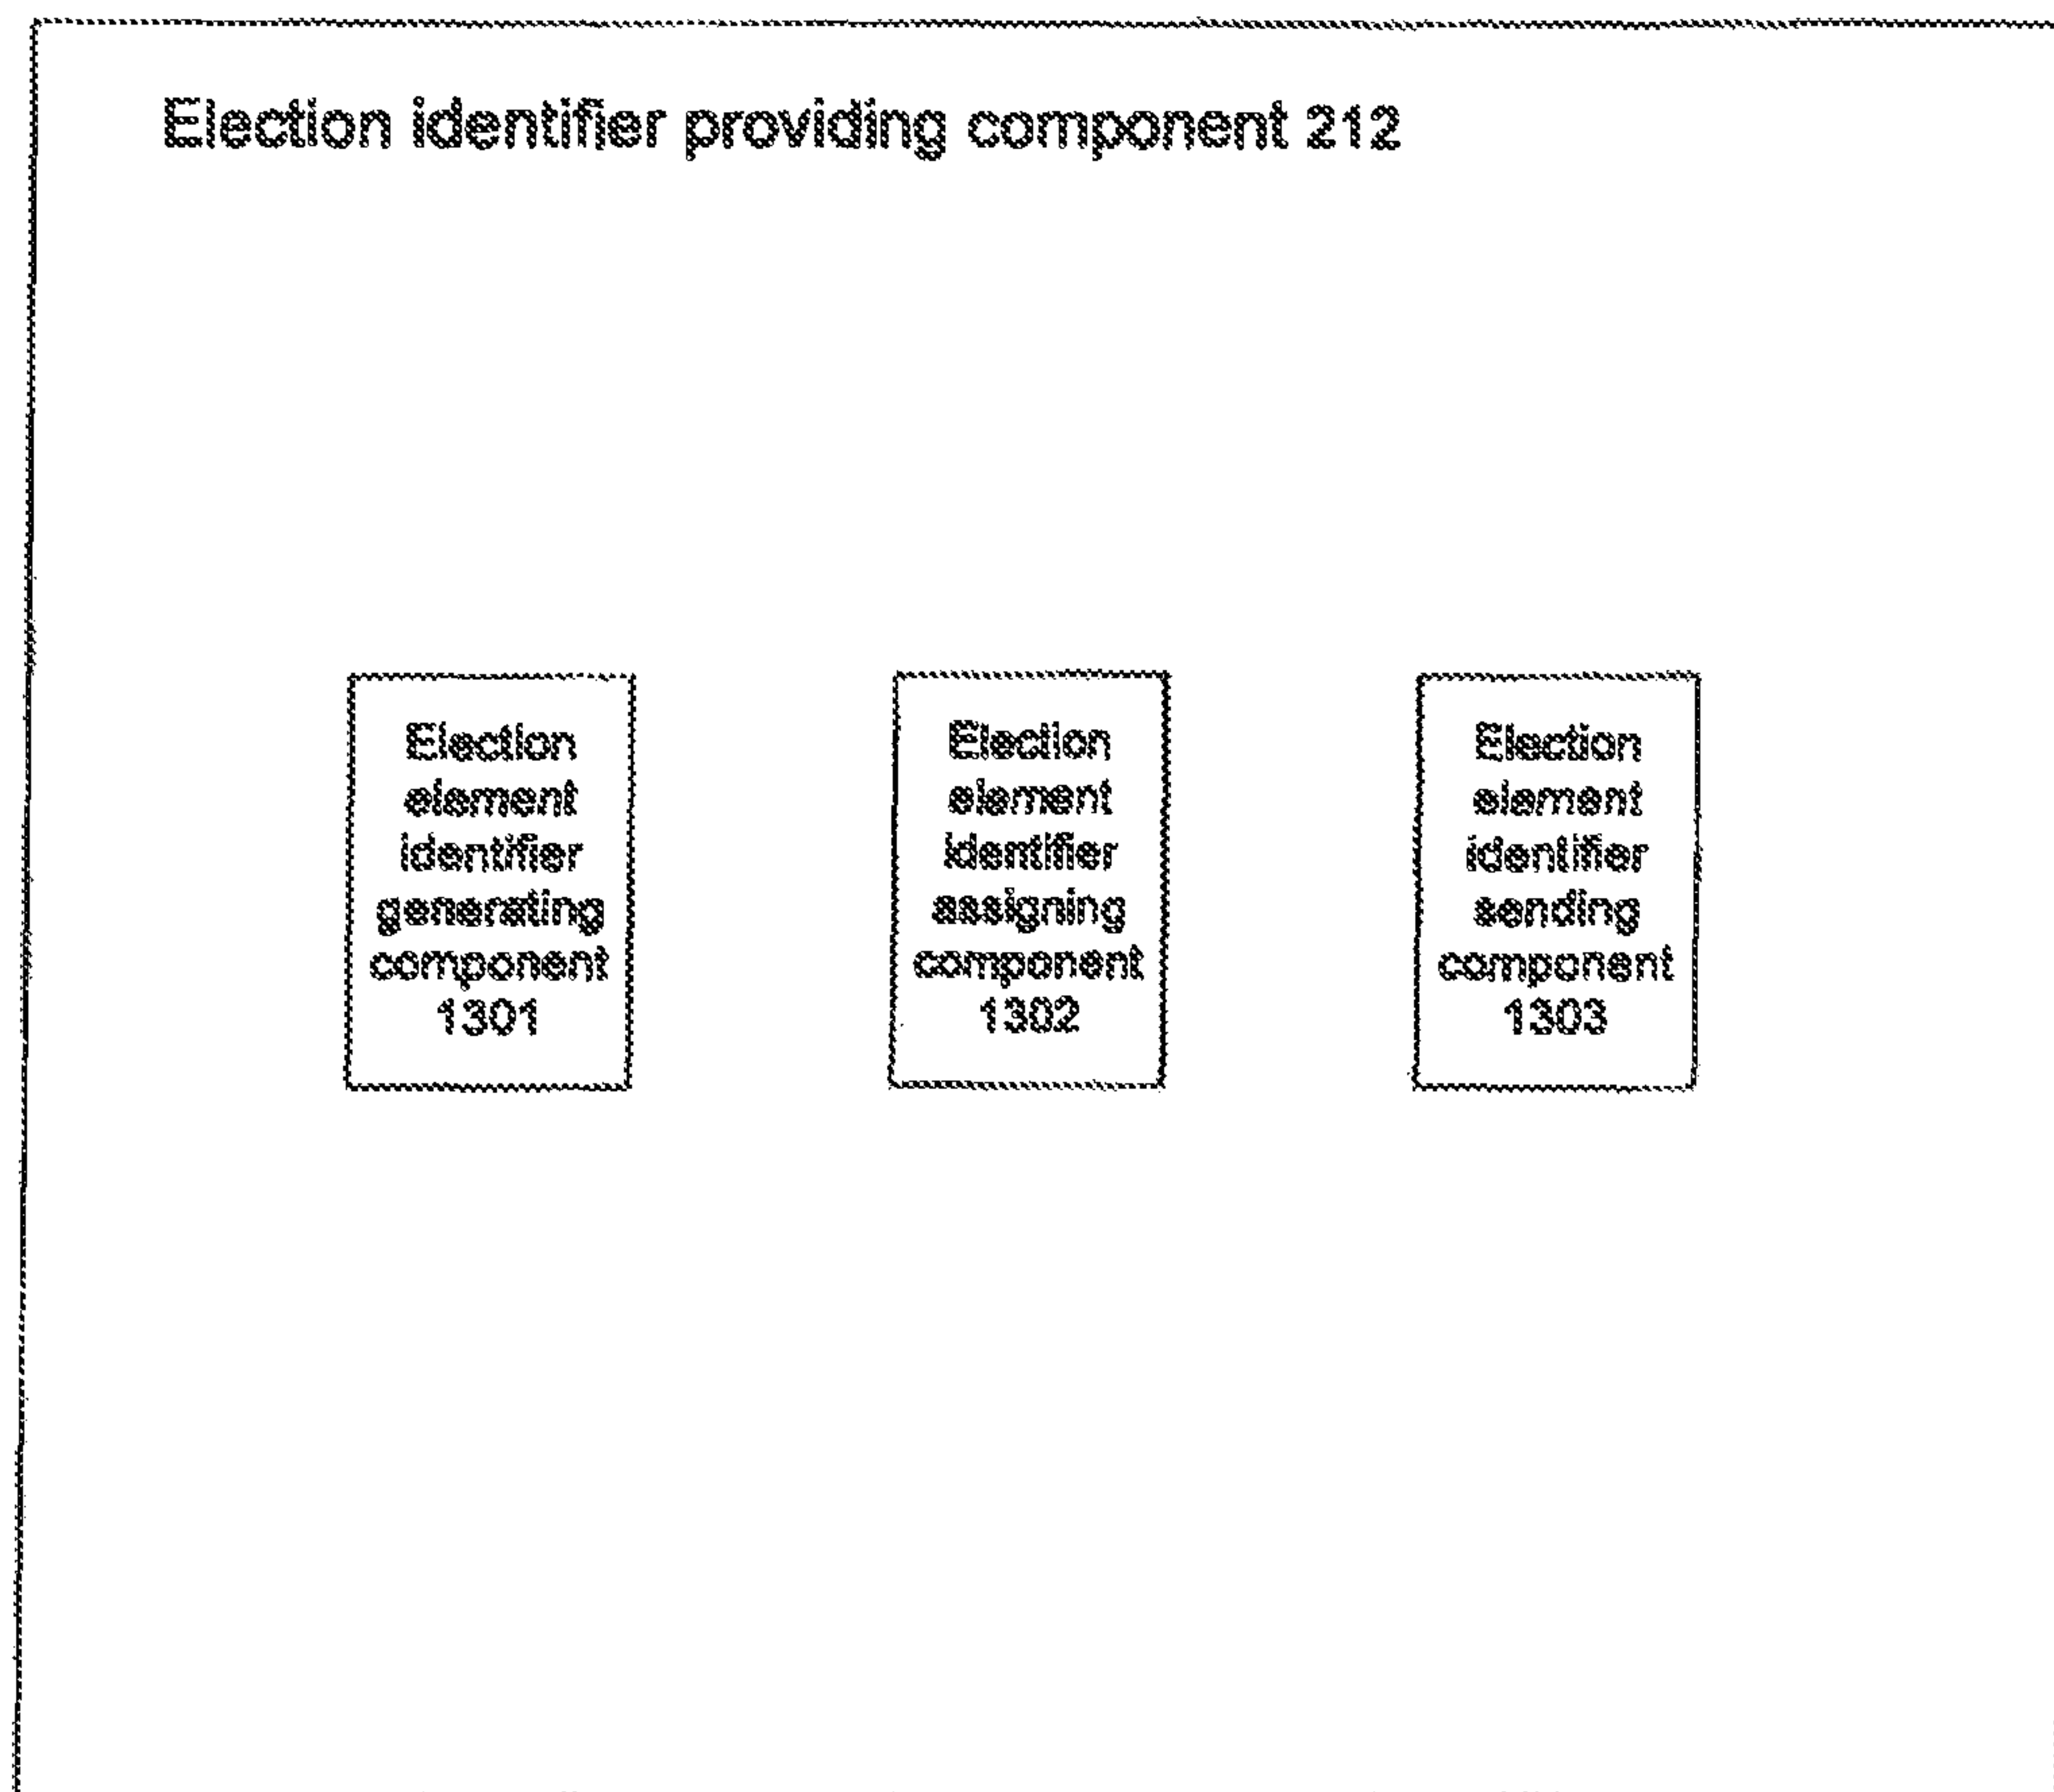 Election identifier providing component 212
Election
element
identifier
generating
component
1301
Election
element
identifier
assigning
component
1302
Election
element
identifier
sending
component
1303